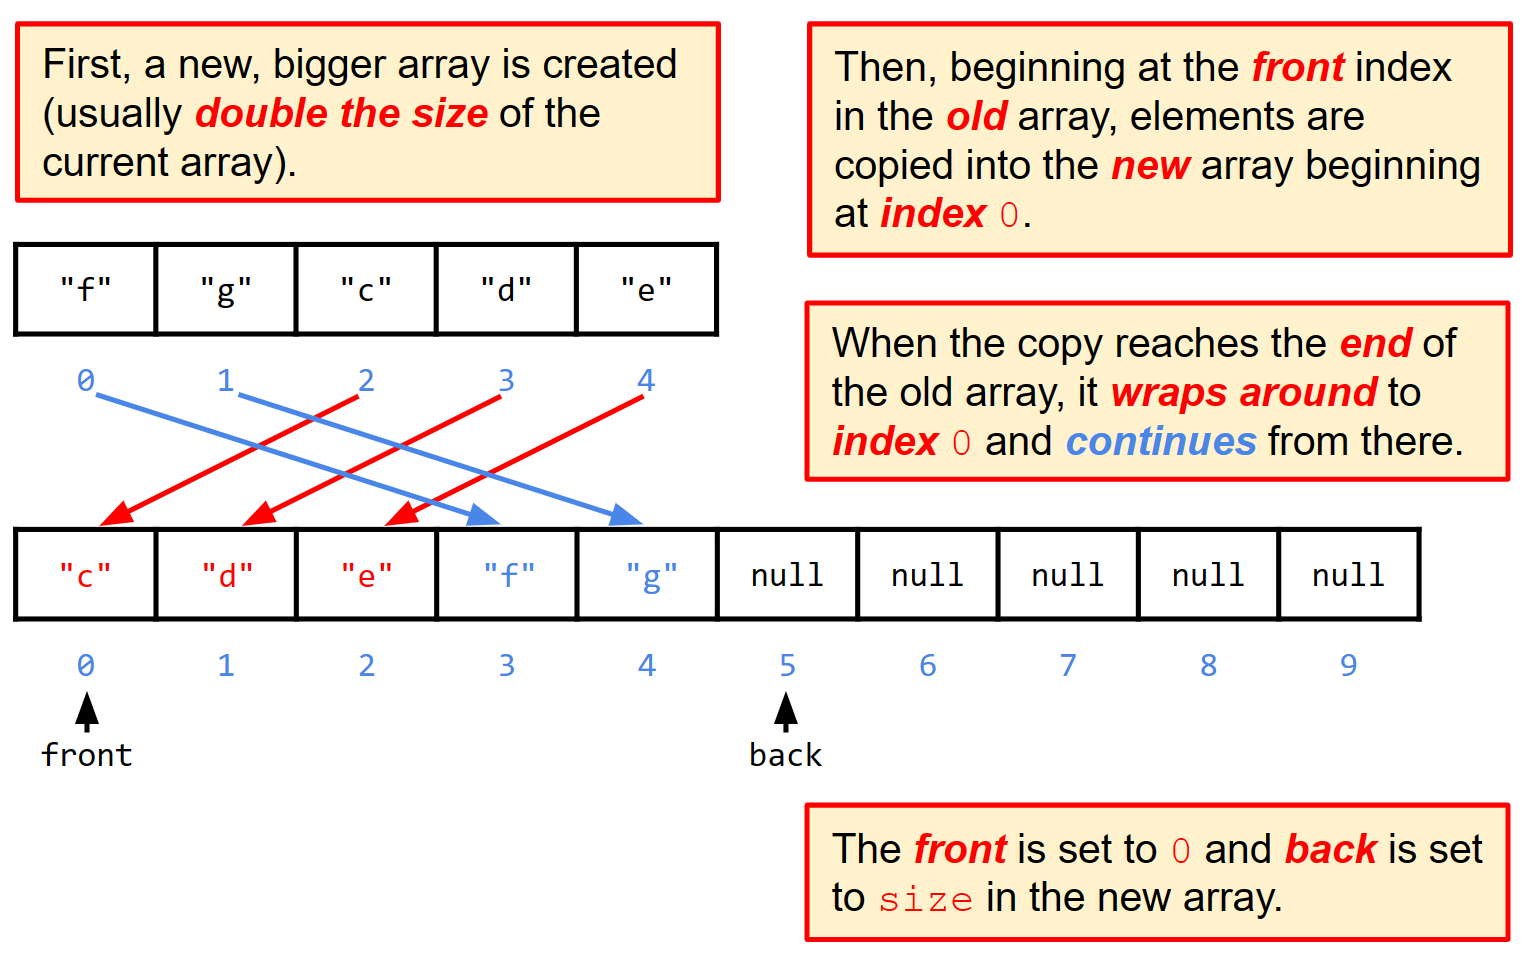 First, a new, bigger array is created
(usually double the size of the
current array).
Then, beginning at the front index
in the old array, elements are
copied into the new array beginning
at index 0.
"f" "g" "c" "d" "e"
0 1 2 3 4
When the copy reaches the end of
the old array, it wraps around to
index 0 and continues from there.
"c" "d" "e" "f" "g" null null null null null
0 1 2 3 4 5 6 7 8 9
front back
The front is set to 0 and back is set
to size in the new array.